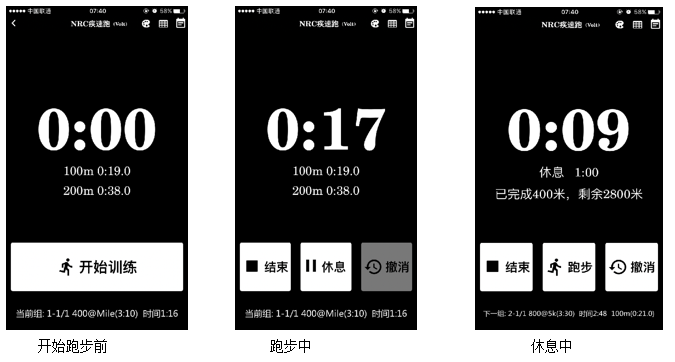 中国联通 07:40 58%
NRC疾速跑 (Volt)
0:00
100m 0:19.0
200m 0:38.0
开始训练
当前组: 1-1/1 400@Mile(3:10) 时间1:16
开始跑步前
中国联通 07:40 58%
NRC疾速跑 (Volt)
0:17
100m 0:19.0
200m 0:38.0
结束 休息 撤消
当前组: 1-1/1 400@Mile(3:10) 时间1:16
跑步中
中国联通 07:40 58%
NRC疾速跑 (Volt)
0:09
休息 1:00
已完成400米，剩余2800米
结束 跑步 撤消
下一组: 2-1/1 800@5k(3:30) 时间2:48 100m(0:21.0)
休息中